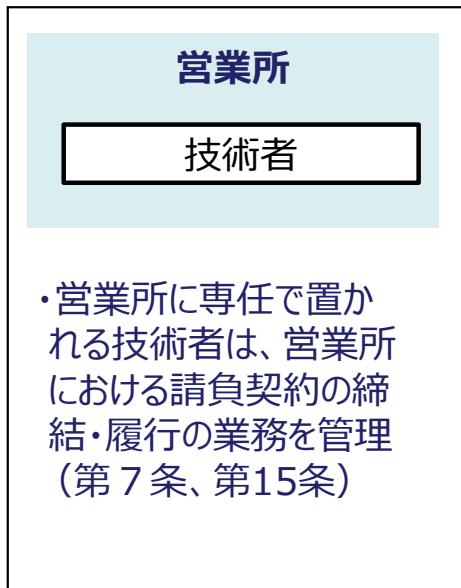 営業所
技術者
・営業所に専任で置か
れる技術者は、営業所
における請負契約の締
結・履行の業務を管理
（第７条、第15条）